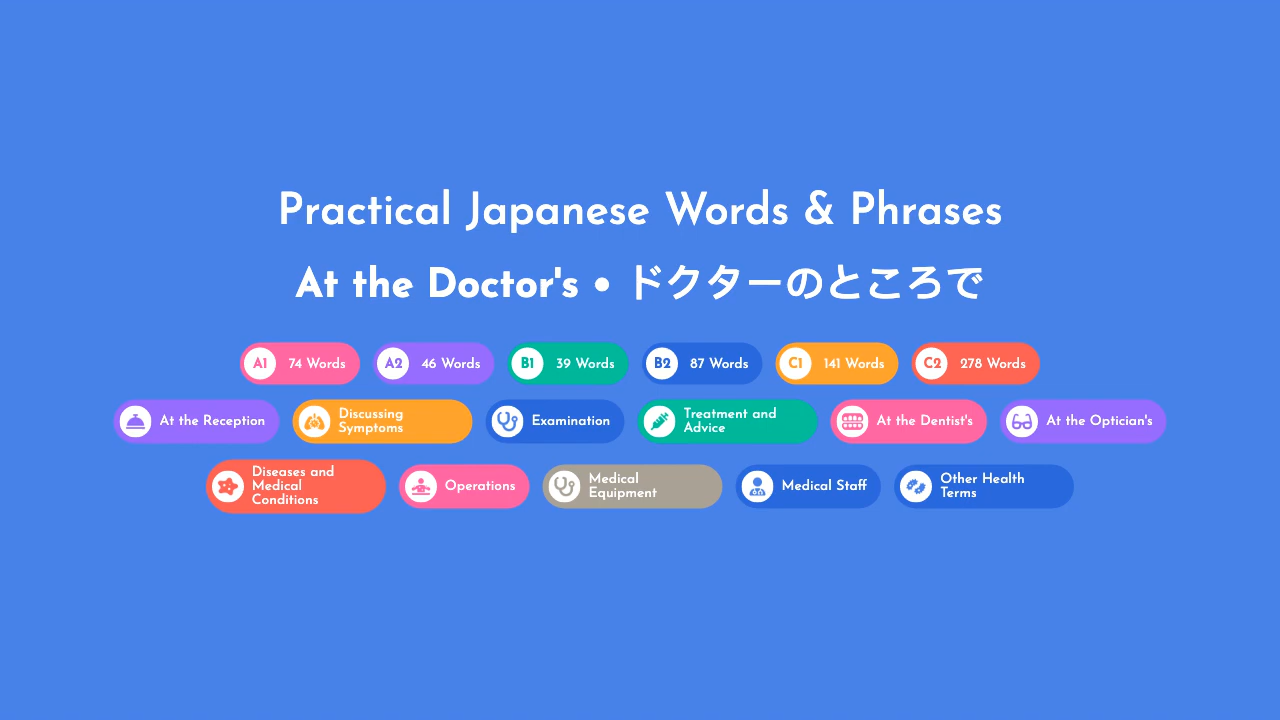 Practical Japanese Words & Phrases
At the Doctor's • ドクターのところで
A1 74 Words A2 46 Words B1 39 Words B2 87 Words C1 141 Words C2 278 Words
At the Reception
Discussing
Symptoms
Examination
Treatment and
Advice
At the Dentist's
At the Optician's
Diseases and
Medical
Conditions
Operations
Medical
Equipment
Medical Staff
Other Health
Terms